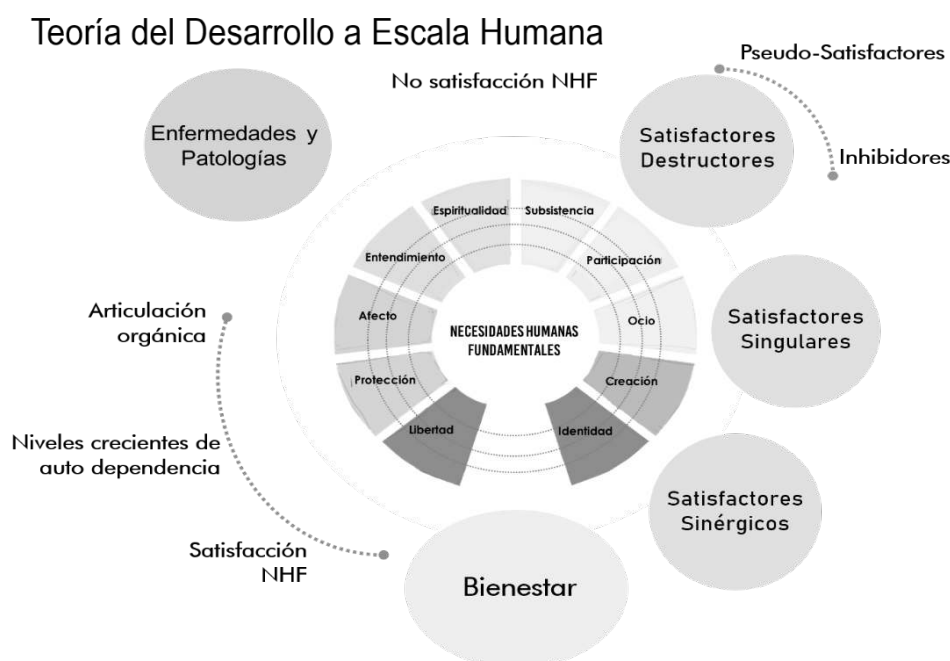 Teoría del Desarrollo a Escala Humana
No satisfacción NHF
Pseudo-Satisfactores
Enfermedades y
Patologías
Satisfactores
Destructores
Inhibidores
Espiritualidad
Subsistencia
Entendimiento
Participación
Afecto
Ocio
Protección
Creación
Libertad
Identidad
NECESIDADES HUMANAS
FUNDAMENTALES
Articulación
orgánica
Satisfactores
Singulares
Niveles crecientes de
auto dependencia
Satisfactores
Sinérgicos
Satisfacción
NHF
Bienestar